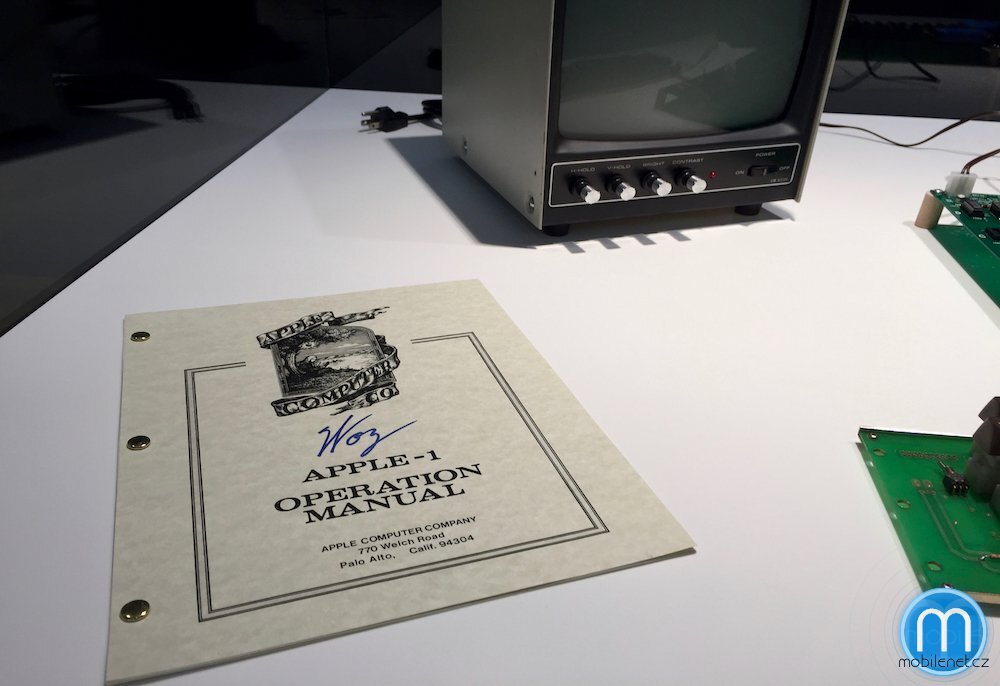 H-HOLD V-HOLD BRIGHT CONTRAST
POWER
ON OFF
APPLE
COMPUTER
CO
Woz
APPLE-1
OPERATION
MANUAL
APPLE COMPUTER COMPANY
770 Welch Road
Palo Alto, Calif. 94304
m
mobilenet.cz